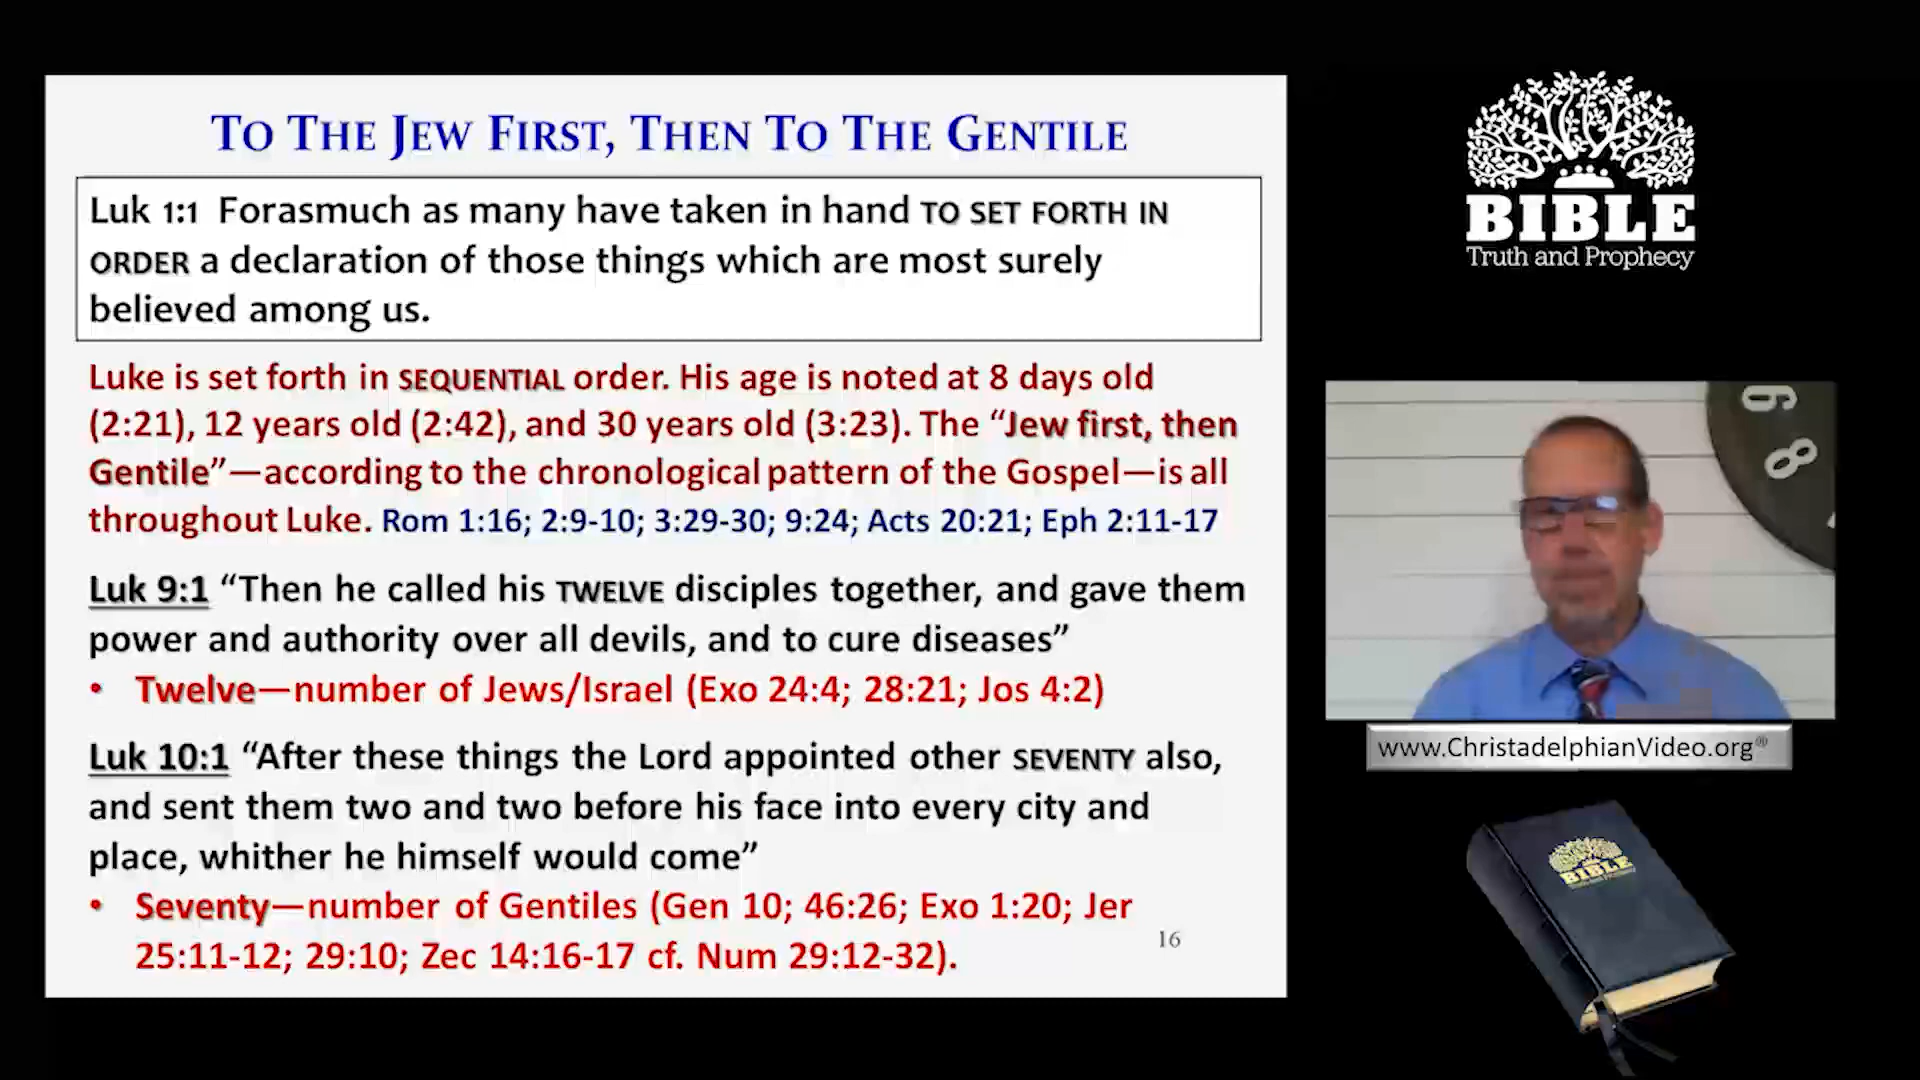 TO THE JEW FIRST, THEN TO THE GENTILE
Luk 1:1 Forasmuch as many have taken in hand TO SET FORTH IN
ORDER a declaration of those things which are most surely
believed among us.
Luke is set forth in SEQUENTIAL order. His age is noted at 8 days old
(2:21), 12 years old (2:42), and 30 years old (3:23). The “Jew first, then
Gentile”—according to the chronological pattern of the Gospel—is all
throughout Luke. Rom 1:16; 2:9-10; 3:29-30; 9:24; Acts 20:21; Eph 2:11-17
Luk 9:1 “Then he called his TWELVE disciples together, and gave them
power and authority over all devils, and to cure diseases”
• Twelve—number of Jews/Israel (Exo 24:4; 28:21; Jos 4:2)
Luk 10:1 “After these things the Lord appointed other SEVENTY also,
and sent them two and two before his face into every city and
place, whither he himself would come”
• Seventy—number of Gentiles (Gen 10; 46:26; Exo 1:20; Jer
25:11-12; 29:10; Zec 14:16-17 cf. Num 29:12-32).
16
BIBLE
Truth and Prophecy
6
8
www.ChristadelphianVideo.org®
BIBLE